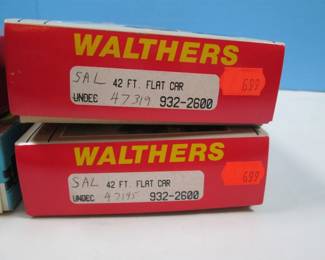 WALTHERS
SAL 42 FT. FLAT CAR
UNDEC 47319 932-2600
699
WALTHERS
SAL 42 FT. FLAT CAR
UNDEC 47195 932-2600
699